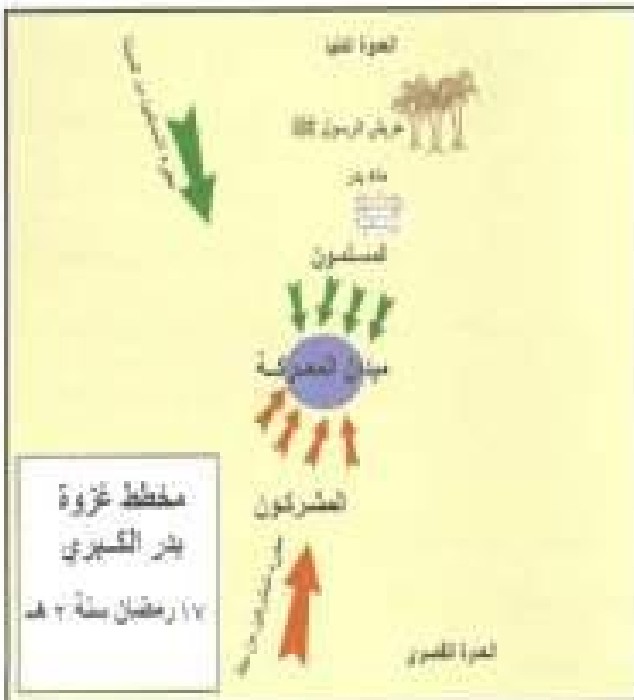 العدوة الدنيا
عريش الرسول ﷺ
ماء بدر
المسلمون
ميدان المعركة
المشركون
العدوة القصوى
مخطط غزوة
بدر الكبرى
١٧ رمضان سنة ٢ هـ